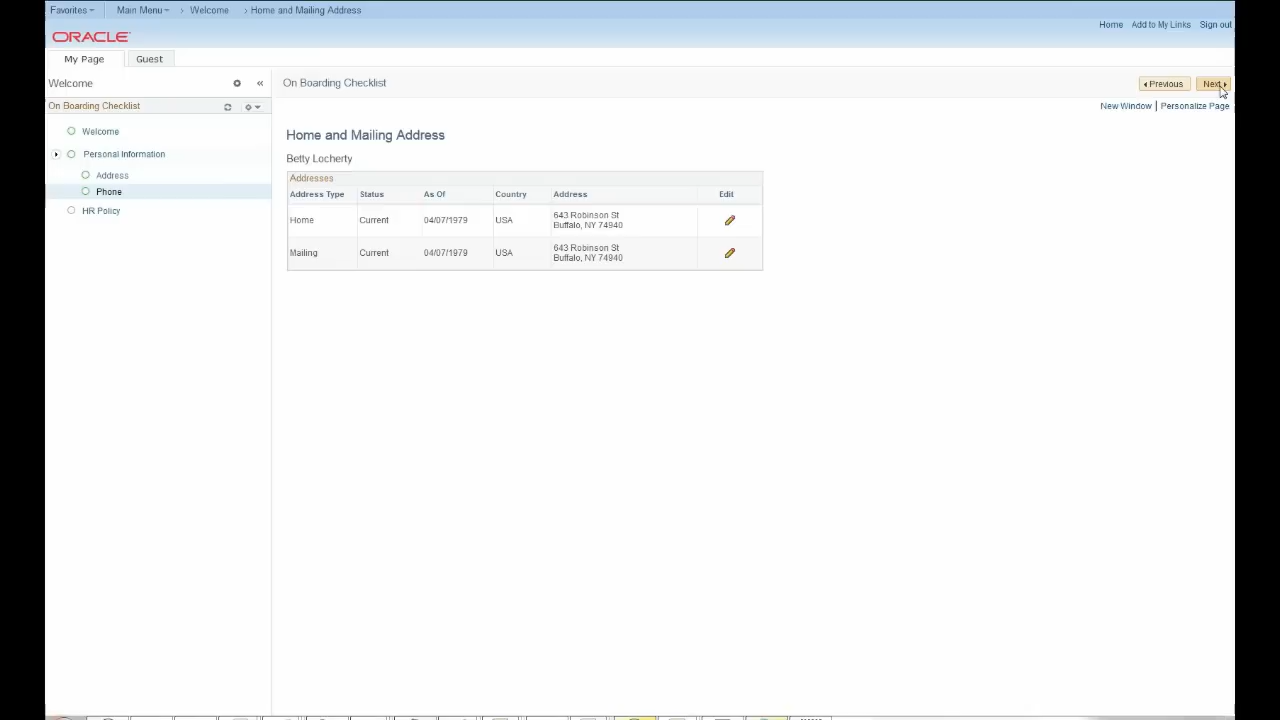 Favorites Main Menu > Welcome > Home and Mailing Address
Home Add to My Links Sign out
ORACLE
My Page Guest
Welcome
«
On Boarding Checklist
Previous Next
On Boarding Checklist
New Window | Personalize Page
Welcome
Personal Information
Address
Phone
HR Policy
Home and Mailing Address
Betty Locherty
Addresses
Address Type Status As Of Country Address Edit
Home Current 04/07/1979 USA 643 Robinson St
Buffalo, NY 74940
Mailing Current 04/07/1979 USA 643 Robinson St
Buffalo, NY 74940